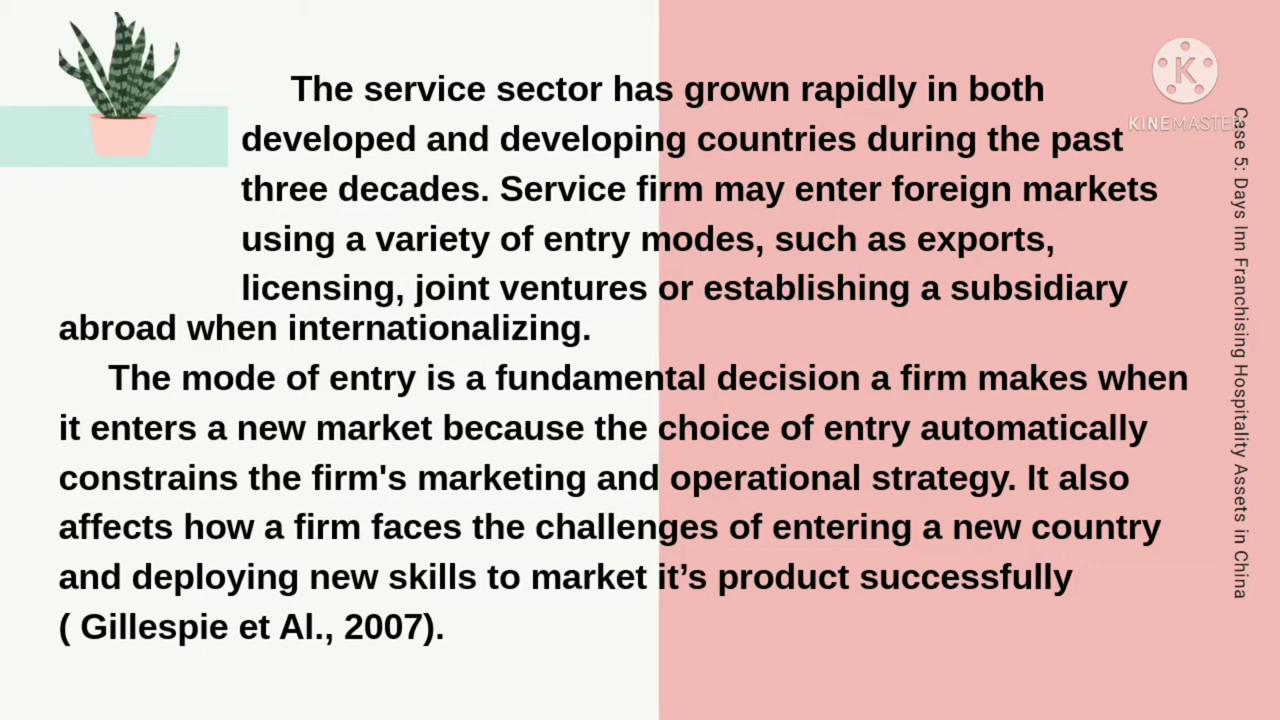 The service sector has grown rapidly in both
developed and developing countries during the past
three decades. Service firm may enter foreign markets
using a variety of entry modes, such as exports,
licensing, joint ventures or establishing a subsidiary
abroad when internationalizing.
The mode of entry is a fundamental decision a firm makes when
it enters a new market because the choice of entry automatically
constrains the firm's marketing and operational strategy. It also
affects how a firm faces the challenges of entering a new country
and deploying new skills to market it’s product successfully
( Gillespie et Al., 2007).
K
KINEMASTER
Case 5: Days Inn Franchising Hospitality Assets in China